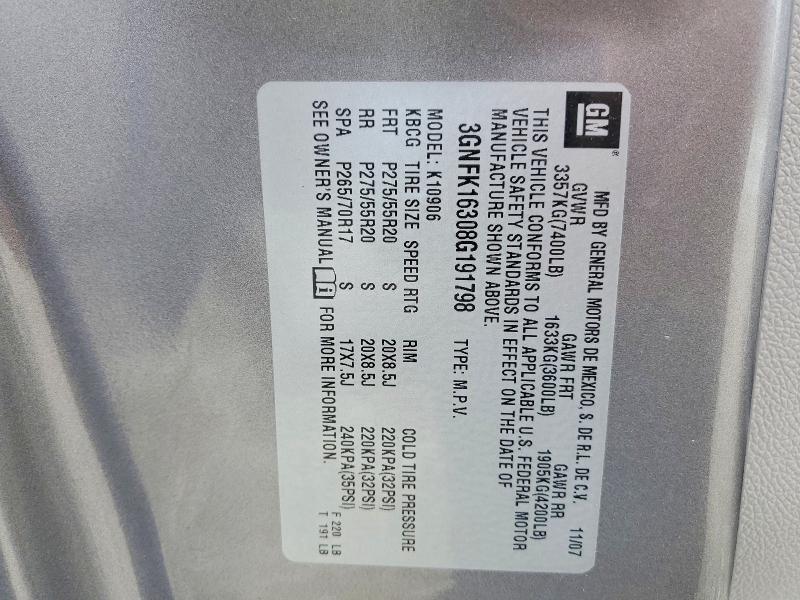 GM®
MFD BY GENERAL MOTORS DE MEXICO, S. DE R.L. DE C.V. 11/07
GVWR GAWR FRT GAWR RR
3357KG(7400LB) 1633KG(3600LB) 1905KG(4200LB)
THIS VEHICLE CONFORMS TO ALL APPLICABLE U.S. FEDERAL MOTOR
VEHICLE SAFETY STANDARDS IN EFFECT ON THE DATE OF
MANUFACTURE SHOWN ABOVE.
3GNFK16308G191798 TYPE: M.P.V.
MODEL: K10906
KBCG TIRE SIZE SPEED RTG RIM COLD TIRE PRESSURE
FRT P275/55R20 S 20X8.5J 220KPA(32PSI)
RR P275/55R20 S 20X8.5J 220KPA(32PSI)
SPA P265/70R17 S 17X7.5J 240KPA(35PSI)
SEE OWNER'S MANUAL i FOR MORE INFORMATION.
F 220 LB
T 191 LB